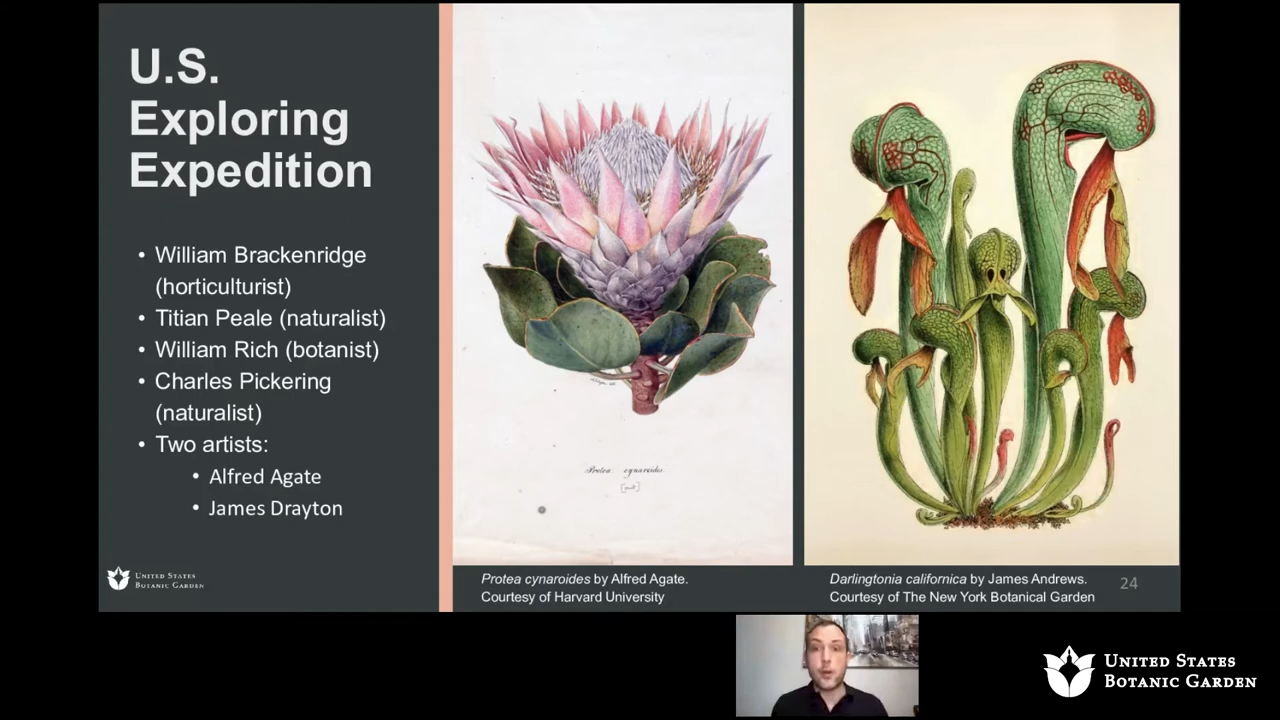 U.S.
Exploring
Expedition
• William Brackenridge
(horticulturist)
• Titian Peale (naturalist)
• William Rich (botanist)
• Charles Pickering
(naturalist)
• Two artists:
• Alfred Agate
• James Drayton
UNITED STATES
BOTANIC GARDEN
Protea cynaroides
Protea cynaroides by Alfred Agate.
Courtesy of Harvard University
Darlingtonia californica by James Andrews.
Courtesy of The New York Botanical Garden
24
UNITED STATES
BOTANIC GARDEN